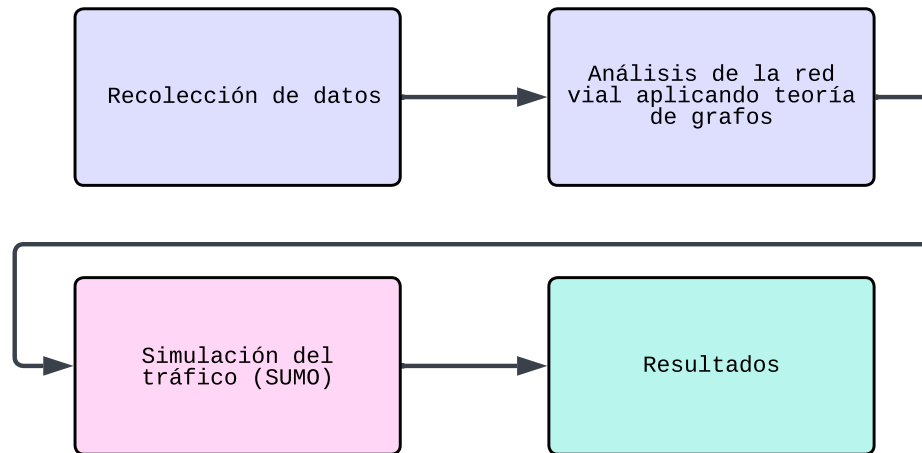 Recolección de datos
Análisis de la red
vial aplicando teoría
de grafos
Simulación del
tráfico (SUMO)
Resultados